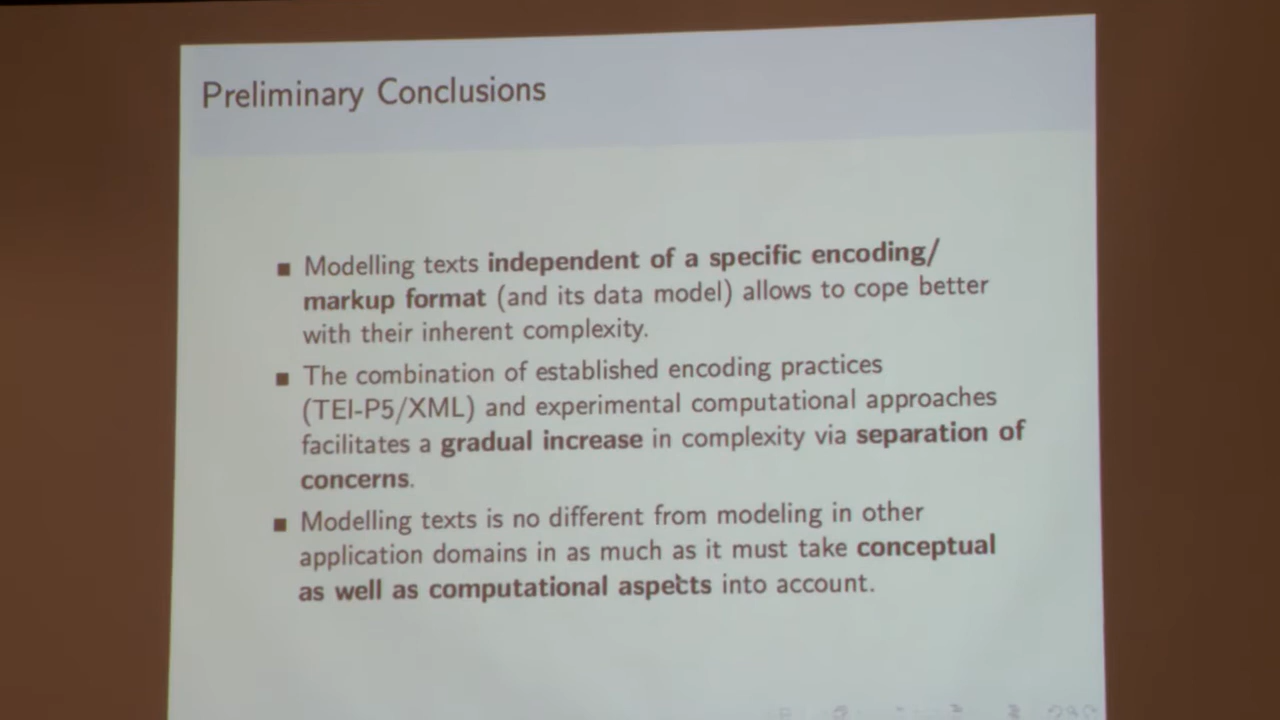 Preliminary Conclusions
■ Modelling texts independent of a specific encoding/
markup format (and its data model) allows to cope better
with their inherent complexity.
■ The combination of established encoding practices
(TEI-P5/XML) and experimental computational approaches
facilitates a gradual increase in complexity via separation of
concerns.
■ Modelling texts is no different from modeling in other
application domains in as much as it must take conceptual
as well as computational aspects into account.